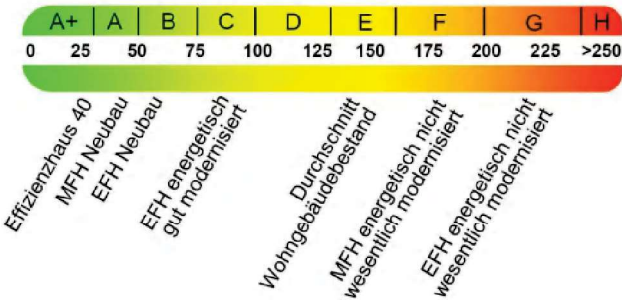 A+ A B C D E F G H
0 25 50 75 100 125 150 175 200 225 >250
Effizienzhaus 40
MFH Neubau
EFH Neubau
EFH energetisch
gut modernisiert
Durchschnitt
Wohngebäudebestand
MFH energetisch nicht
wesentlich modernisiert
EFH energetisch nicht
wesentlich modernisiert